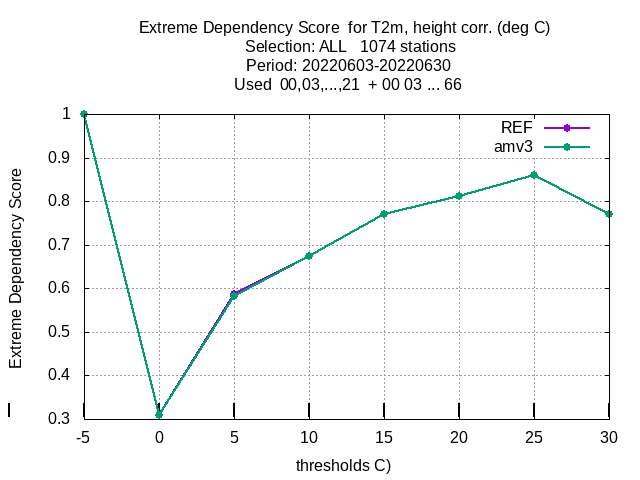 Extreme Dependency Score  for T2m, height corr. (deg C)
Selection: ALL   1074 stations
Period: 20220603-20220630
Used  00,03,...,21  + 00 03 ... 66
REF
amv3
1
0.9
0.8
0.7
0.6
0.5
0.4
0.3
Extreme Dependency Score
-5 0 5 10 15 20 25 30
thresholds C)